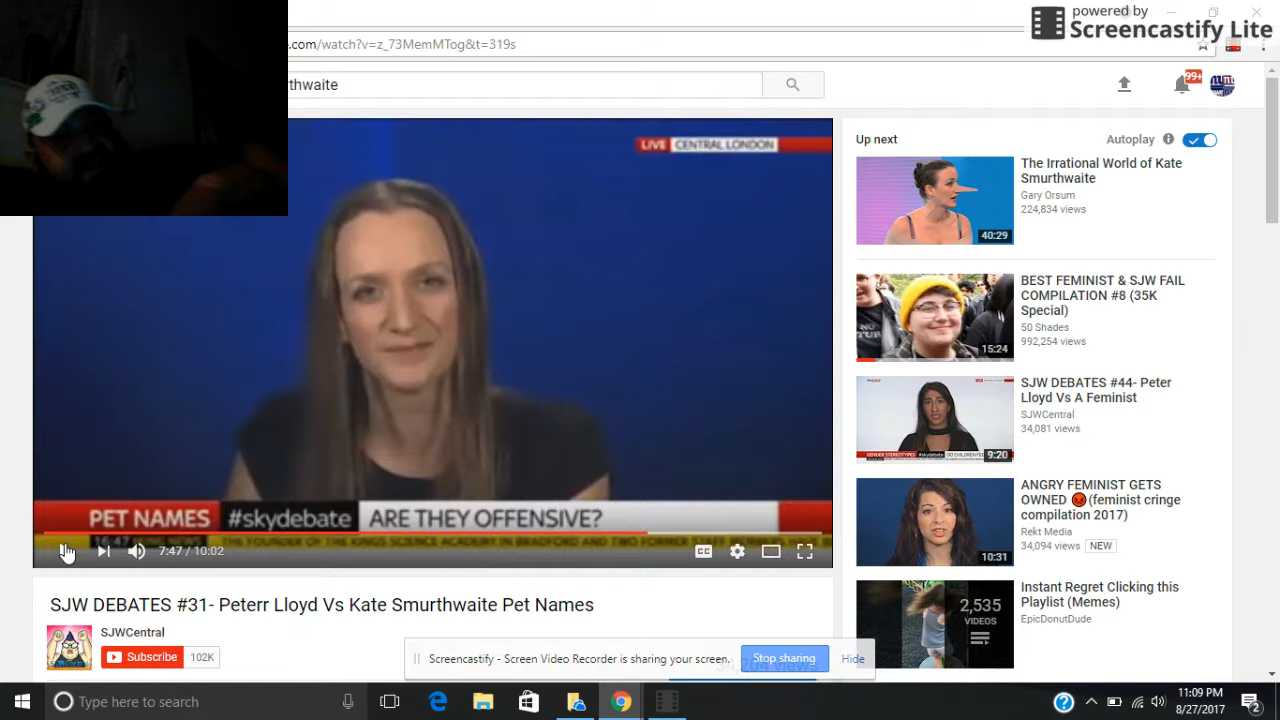 powered by
Screencastify Lite
e.com/watch?v=z_73MemMTog&t=319s
thwaite
99+
LIVE CENTRAL LONDON
PET NAMES #skydebate ARE THEY OFFENSIVE?
7:47 / 10:02
CC
SJW DEBATES #31- Peterr Lloyd Vs Kate Smurthwaite Pet Names
SJWCentral
Subscribe 102K
Up next
Autoplay
The Irrational World of Kate
Smurthwaite
Gary Orsum
224,834 views
40:29
BEST FEMINIST & SJW FAIL
COMPILATION #8 (35K
Special)
50 Shades
992,254 views
15:24
SJW DEBATES #44- Peter
Lloyd Vs A Feminist
SJWCentral
34,081 views
9:20
ANGRY FEMINIST GETS
OWNED 😡(feminist cringe
compilation 2017)
Rekt Media
34,094 views NEW
10:31
Instant Regret Clicking this
Playlist (Memes)
EpicDonutDude
2,535
VIDEOS
Screencastify - Screen Video Recorder is sharing your screen.
Stop sharing
Hide
Type here to search
11:09 PM
8/27/2017
2